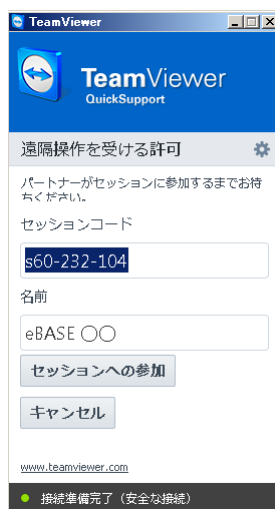 TeamViewer
TeamViewer
QuickSupport
遠隔操作を受ける許可
パートナーがセッションに参加するまでお待
ちください。
セッションコード
s60-232-104
名前
eBASE 〇〇
セッションへの参加
キャンセル
www.teamviewer.com
接続準備完了（安全な接続）